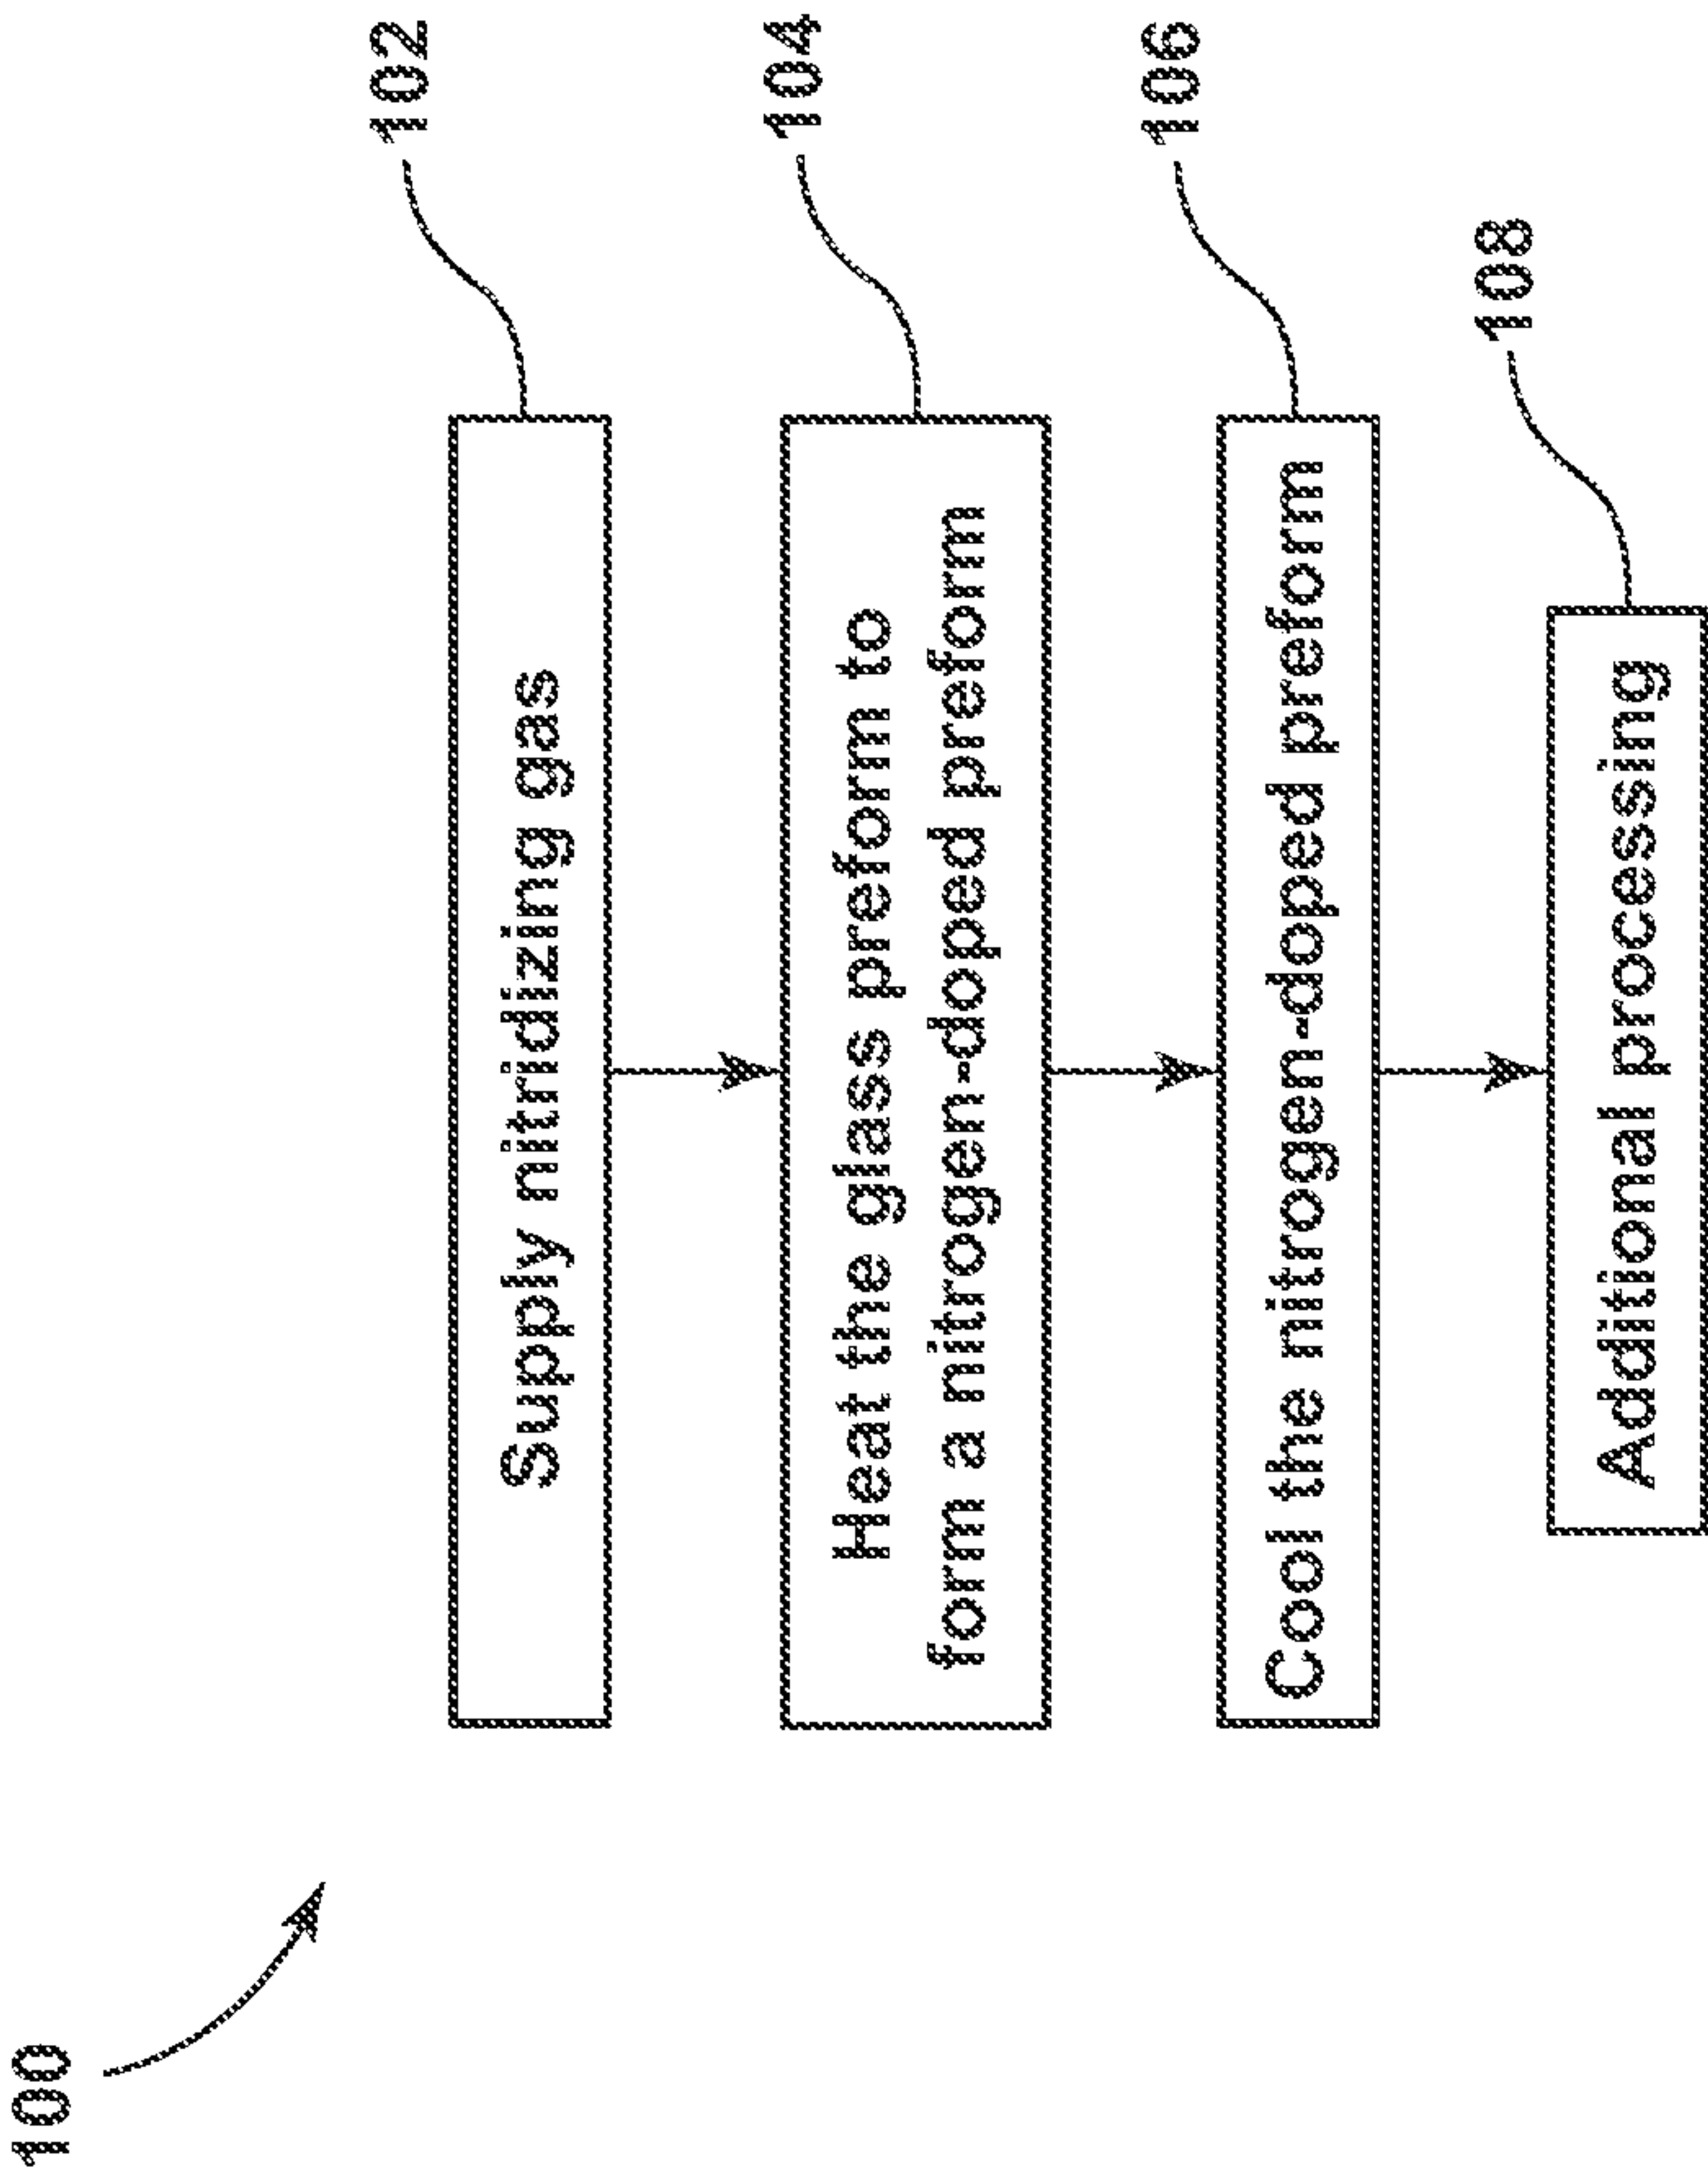 100
102
Supply nitridizing gas
104
Heat the glass preform to
form a nitrogen-doped preform
106
Cool the nitrogen-doped preform
108
Additional processing